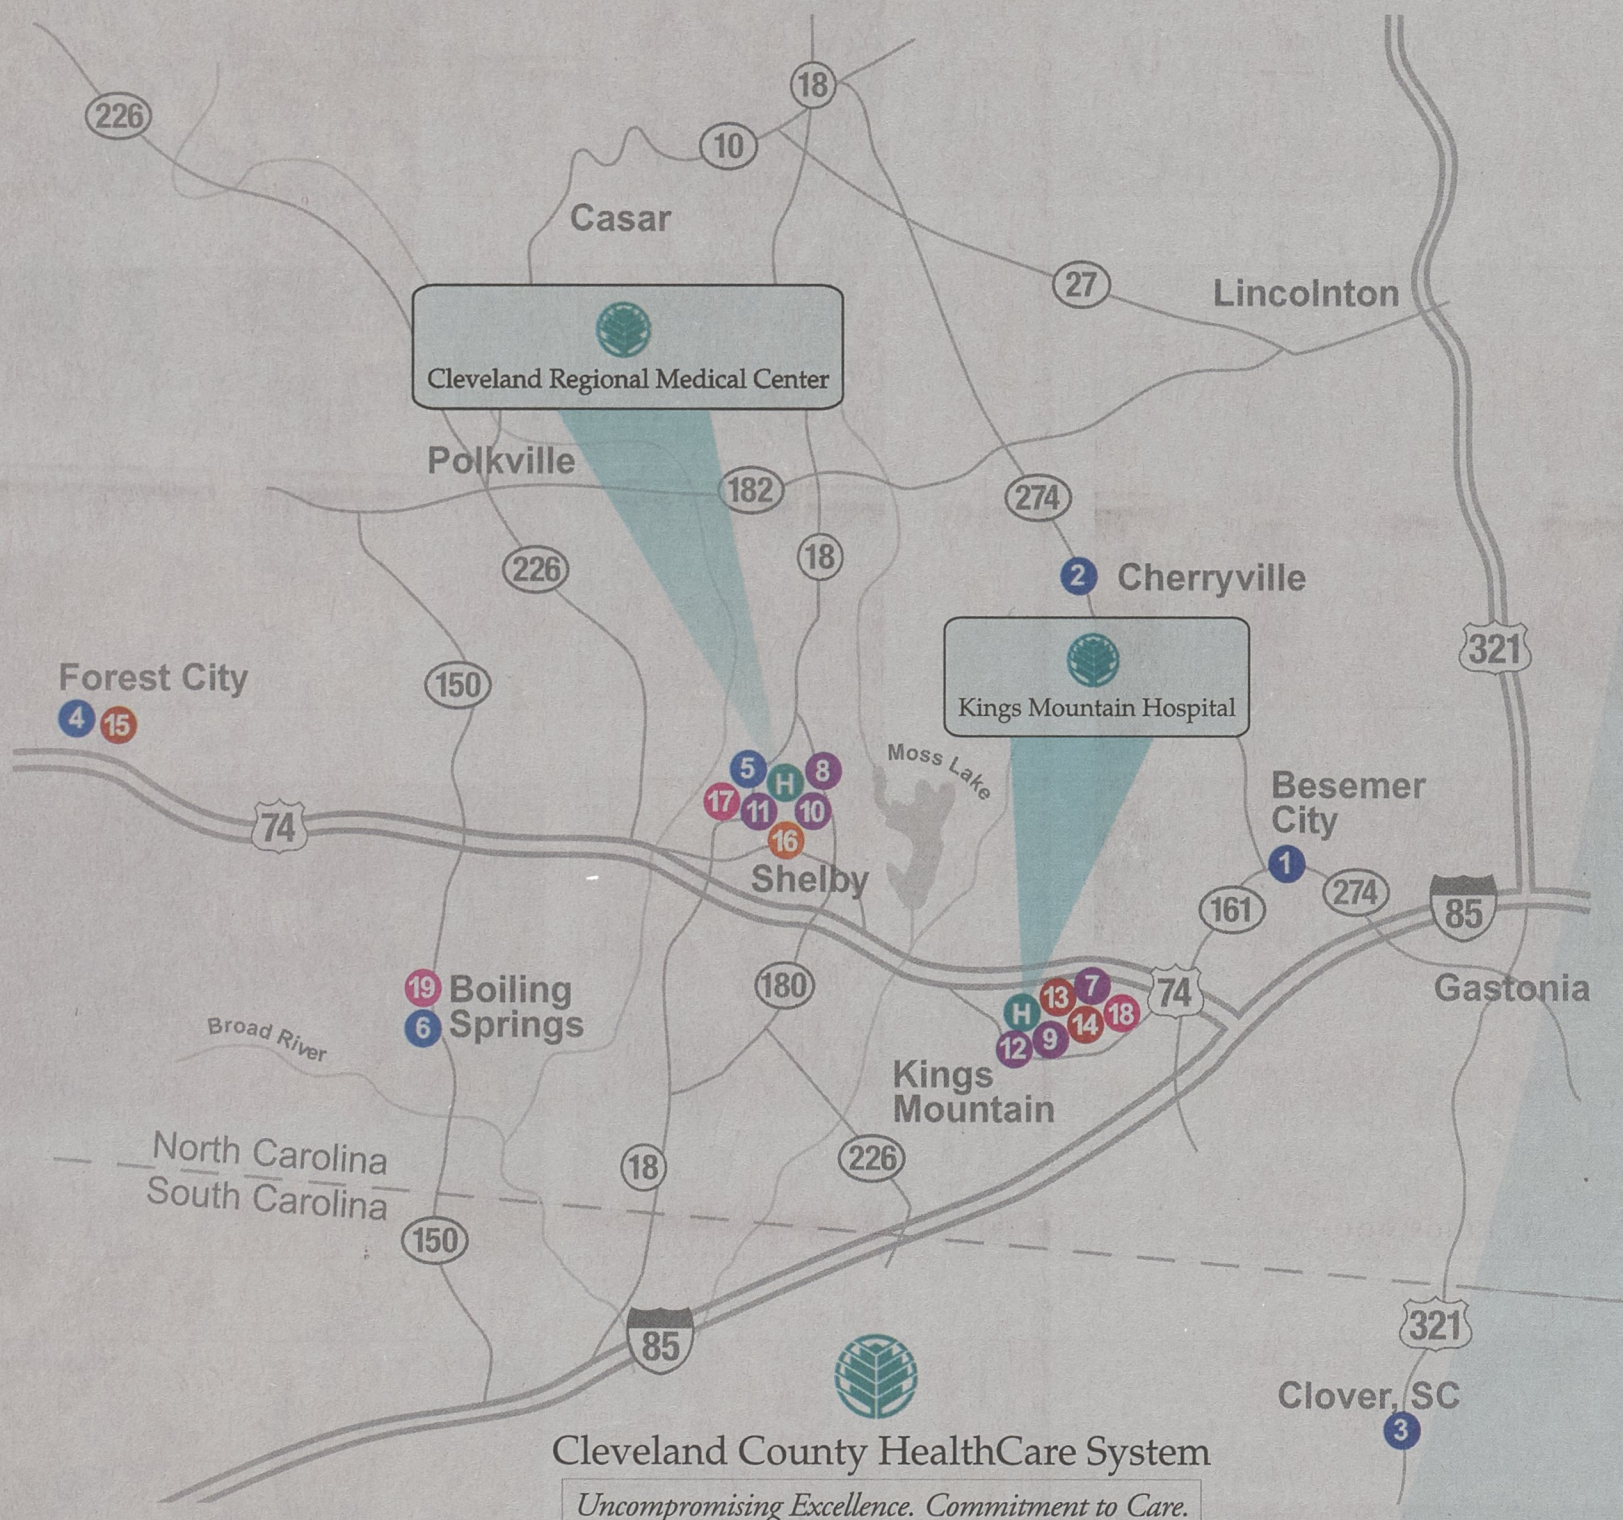 18
226
10
Casar
27
Lincolnton
Cleveland Regional Medical Center
Polkville
182
274
18
226
2 Cherryville
321
Forest City
4 15
150
Kings Mountain Hospital
Moss Lake
5 H 8
17 11 10
16
Shelby
74
Besemer
City
1
274
161
85
19 Boiling
6 Springs
180
74
Gastonia
7
13
H 14 18
12 9
Kings
Mountain
Broad River
North Carolina
South Carolina
18
226
150
85
321
Clover, SC
3
Cleveland County HealthCare System
Uncompromising Excellence. Commitment to Care.